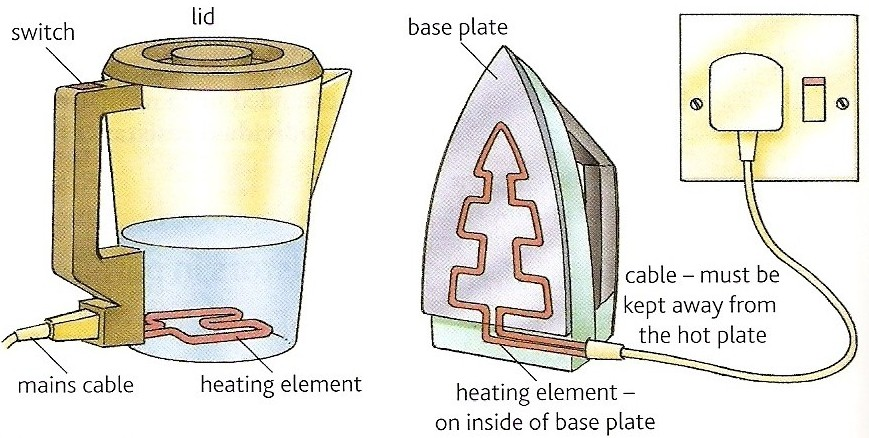 switch
lid
mains cable
heating element
base plate
cable – must be
kept away from
the hot plate
heating element –
on inside of base plate